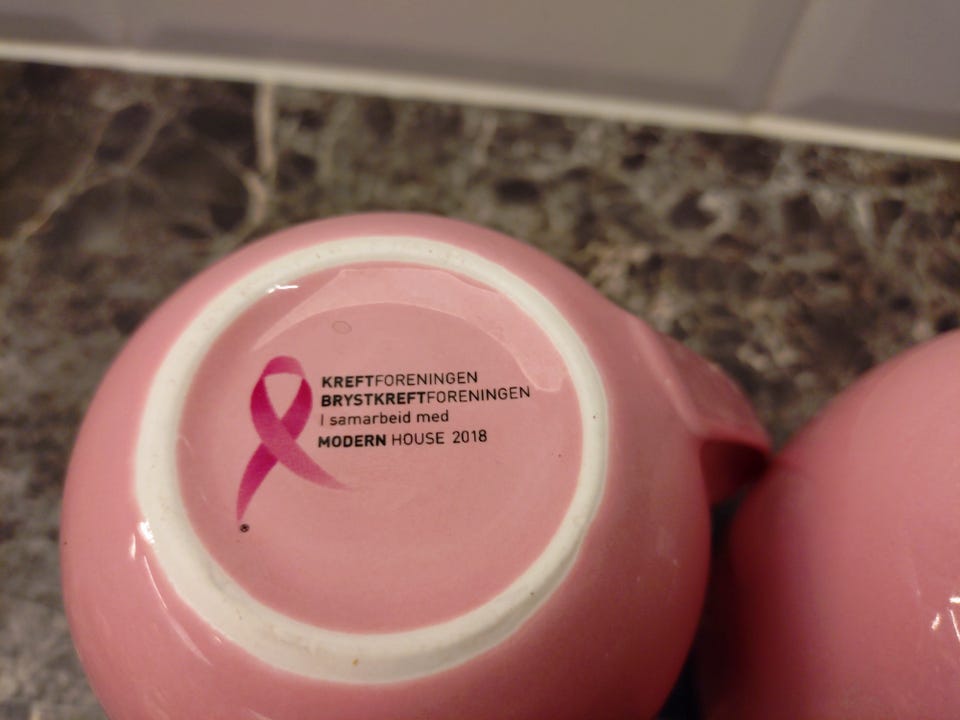 KREFTFORENINGEN
BRYSTKREFTFORENINGEN
I samarbeid med
MODERN HOUSE 2018
®